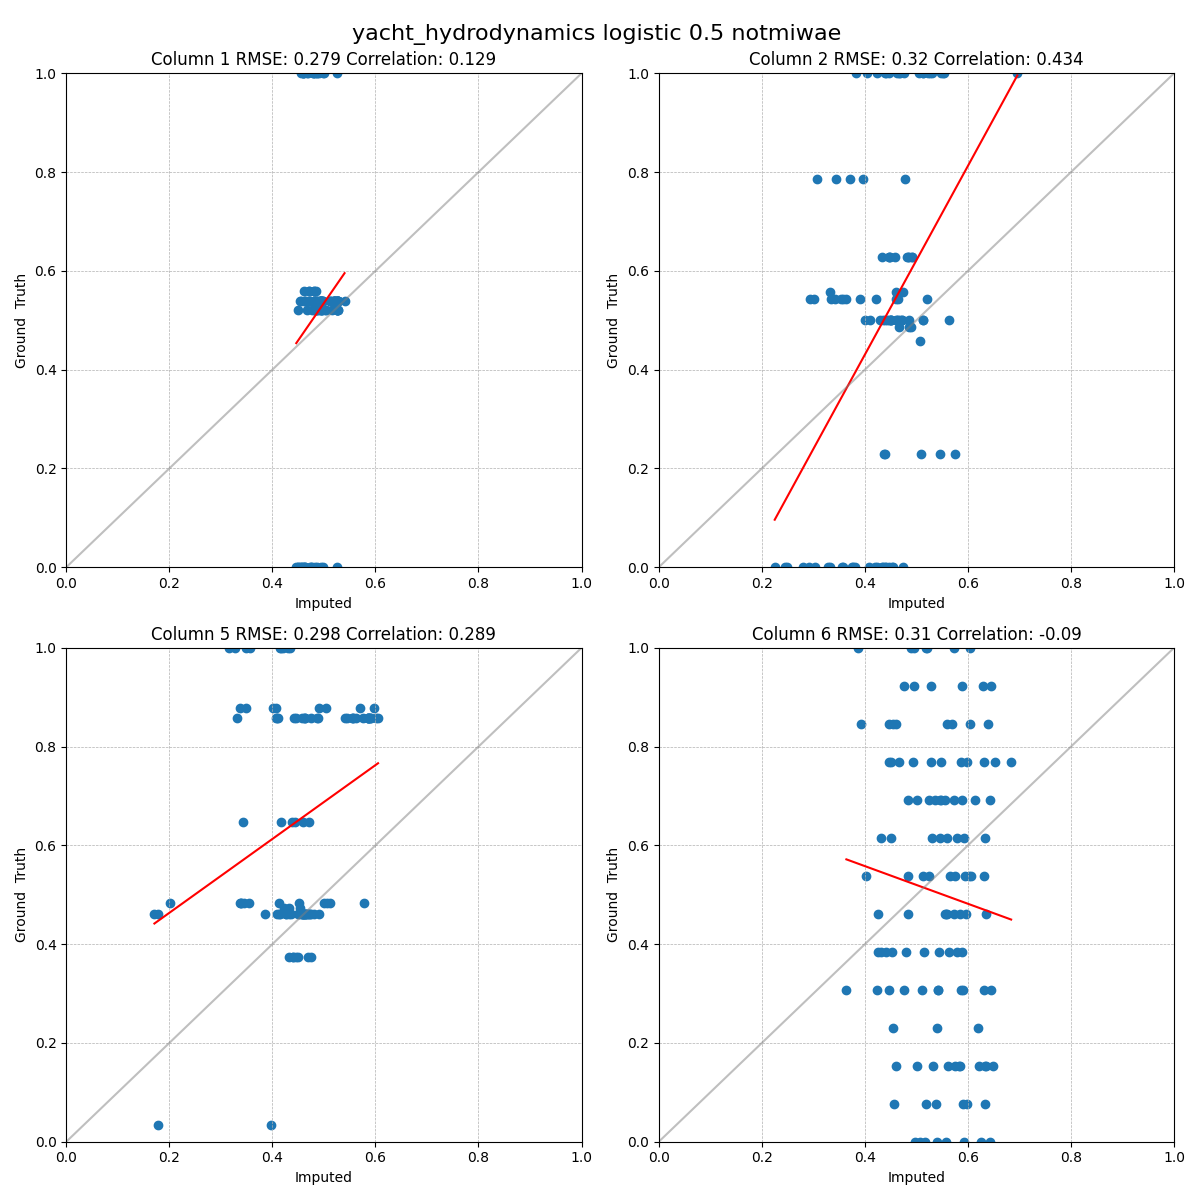 yacht_hydrodynamics logistic 0.5 notmiwae
Column 1 RMSE: 0.279 Correlation: 0.129
1.0
0.8
0.6
0.4
0.2
0.0
Ground Truth
0.0 0.2 0.4 0.6 0.8 1.0
Imputed
Column 2 RMSE: 0.32 Correlation: 0.434
1.0
0.8
0.6
0.4
0.2
0.0
Ground Truth
0.0 0.2 0.4 0.6 0.8 1.0
Imputed
Column 5 RMSE: 0.298 Correlation: 0.289
1.0
0.8
0.6
0.4
0.2
0.0
Ground Truth
0.0 0.2 0.4 0.6 0.8 1.0
Imputed
Column 6 RMSE: 0.31 Correlation: -0.09
1.0
0.8
0.6
0.4
0.2
0.0
Ground Truth
0.0 0.2 0.4 0.6 0.8 1.0
Imputed